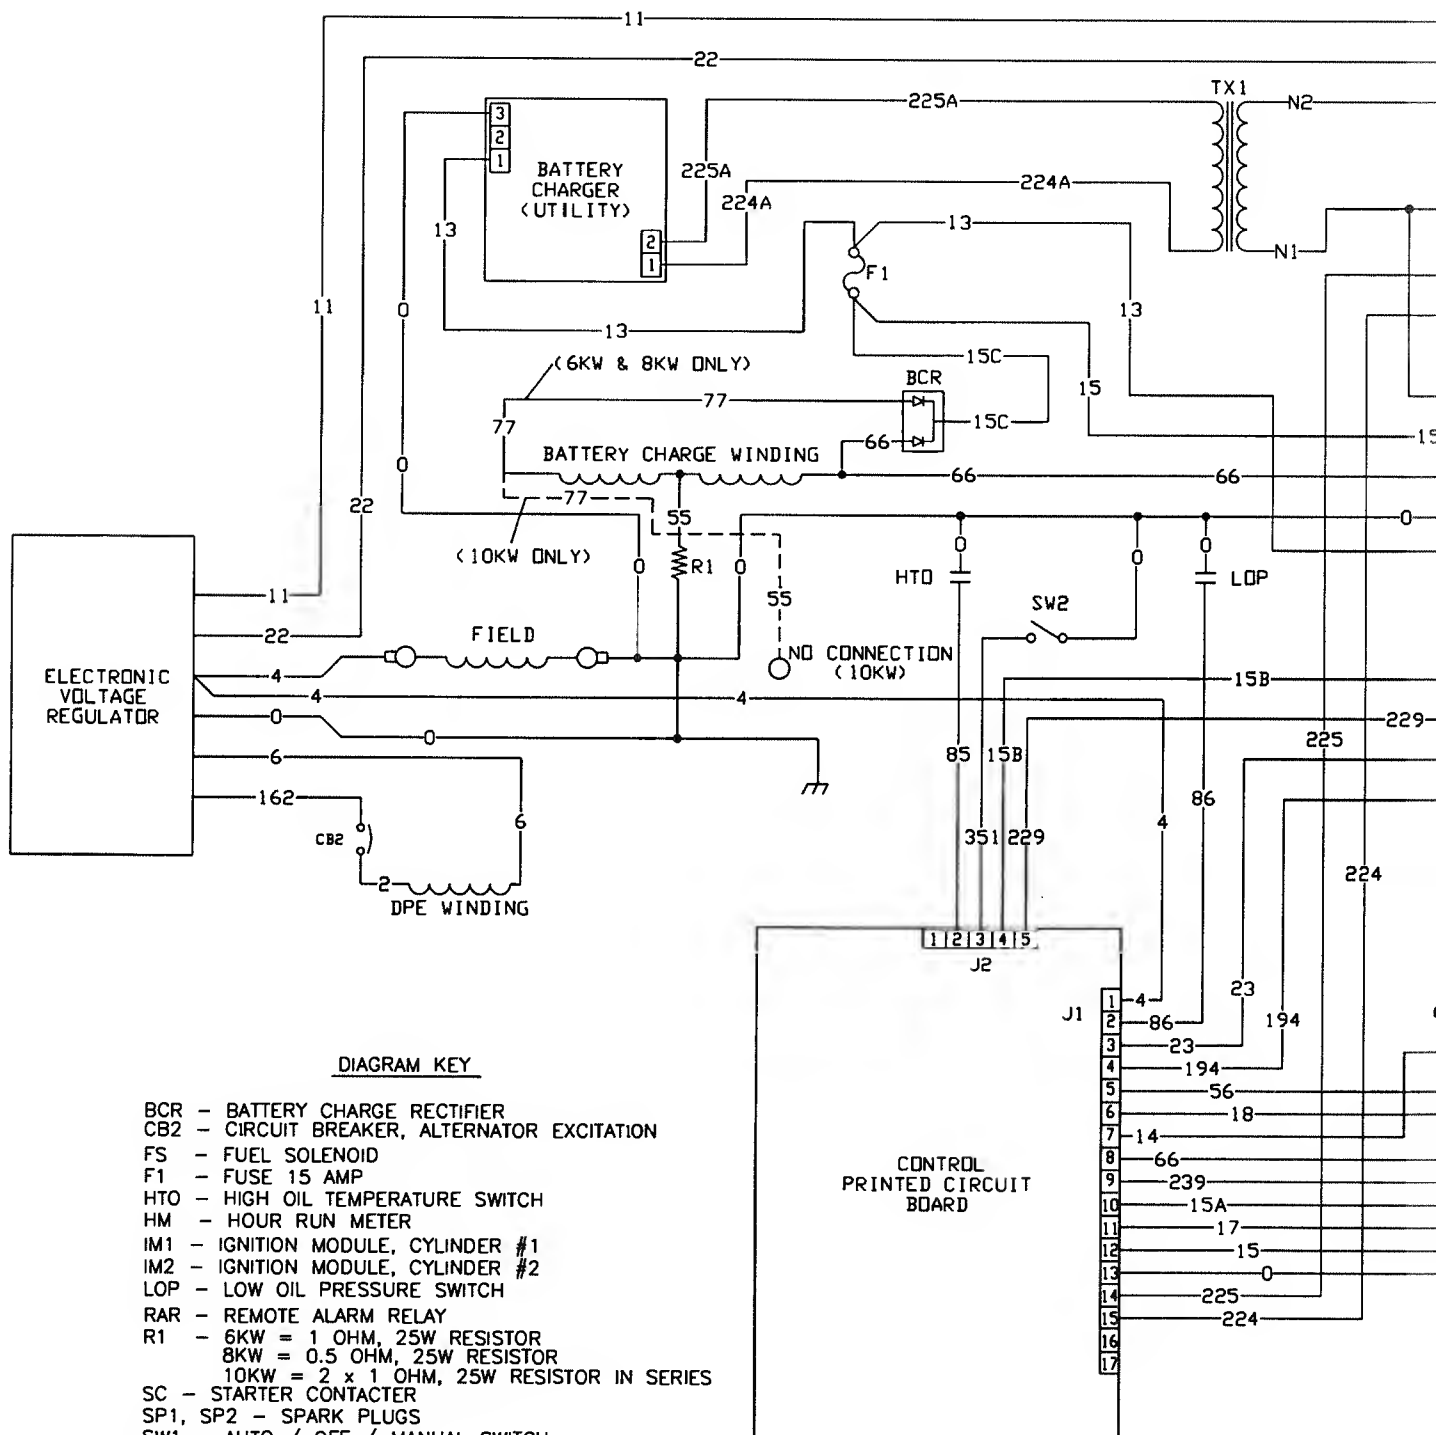 11
22
TX1
225A
N2
3
2
1
BATTERY
CHARGER
(UTILITY)
225A
224A
224A
13
13
2
1
N1
F1
11
0
13
13
(6KW & 8KW ONLY)
15C
BCR
15
77
15C
77
66
15
BATTERY CHARGE WINDING
0
66
66
77
22
55
0
(10KW ONLY)
0
R1
0
0
0
0
HTO
LOP
11
55
SW2
22
FIELD
NO CONNECTION
(10KW)
ELECTRONIC
VOLTAGE
REGULATOR
4
4
4
15B
0
0
229
225
6
85
15B
162
86
6
4
CB2
351
229
2
224
DPE WINDING
1 2 3 4 5
J2
23
J1
194
1 4
2 86
3 23
4 194
5 56
6 18
7 14
8 66
9 239
10 15A
11 17
12 15
13 0
14 225
15 224
16
17
CONTROL
PRINTED CIRCUIT
BOARD
DIAGRAM KEY
BCR - BATTERY CHARGE RECTIFIER
CB2 - CIRCUIT BREAKER, ALTERNATOR EXCITATION
FS - FUEL SOLENOID
F1 - FUSE 15 AMP
HTO - HIGH OIL TEMPERATURE SWITCH
HM - HOUR RUN METER
IM1 - IGNITION MODULE, CYLINDER #1
IM2 - IGNITION MODULE, CYLINDER #2
LOP - LOW OIL PRESSURE SWITCH
RAR - REMOTE ALARM RELAY
R1 - 6KW = 1 OHM, 25W RESISTOR
8KW = 0.5 OHM, 25W RESISTOR
10KW = 2 x 1 OHM, 25W RESISTOR IN SERIES
SC - STARTER CONTACTER
SP1, SP2 - SPARK PLUGS
SW1 - AUTO / OFF / MANUAL SWITCH